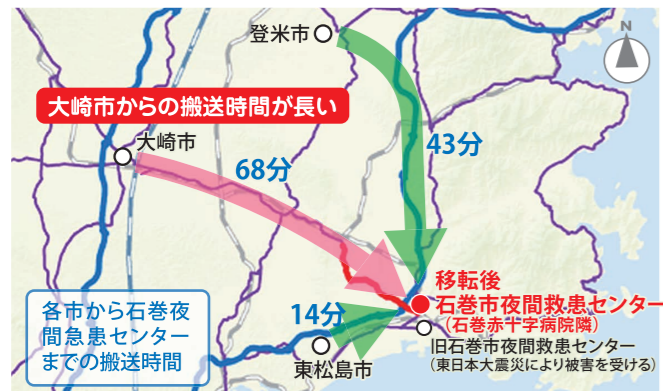 登米市
N
大崎市からの搬送時間が長い
大崎市
68分
43分
移転後
石巻市夜間救患センター
(石巻赤十字病院隣)
14分
各市から石巻夜
間急患センター
までの搬送時間
東松島市
旧石巻市夜間救患センター
(東日本大震災により被害を受ける)